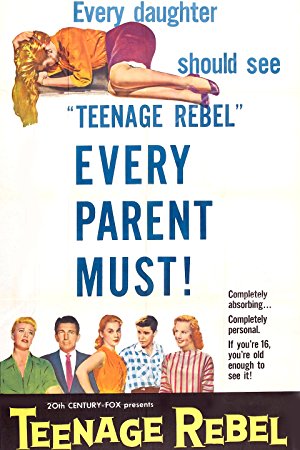 Every daughter
should see
"TEENAGE REBEL"
EVERY
PARENT
MUST!
Completely
absorbing...
Completely
personal.
If you're 16,
you're old
enough to
see it!
20th CENTURY-FOX presents
TEENAGE REBEL